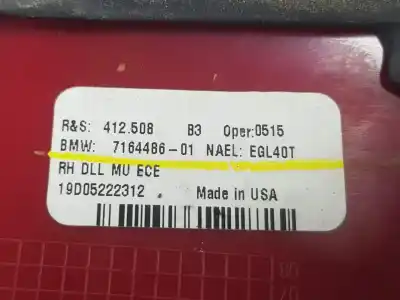 R&S: 412.508 B3 Oper:0515
BMW: 7164486-01 NAEL: EGL40T
RH DLL MU ECE
19D05222312 Made in USA